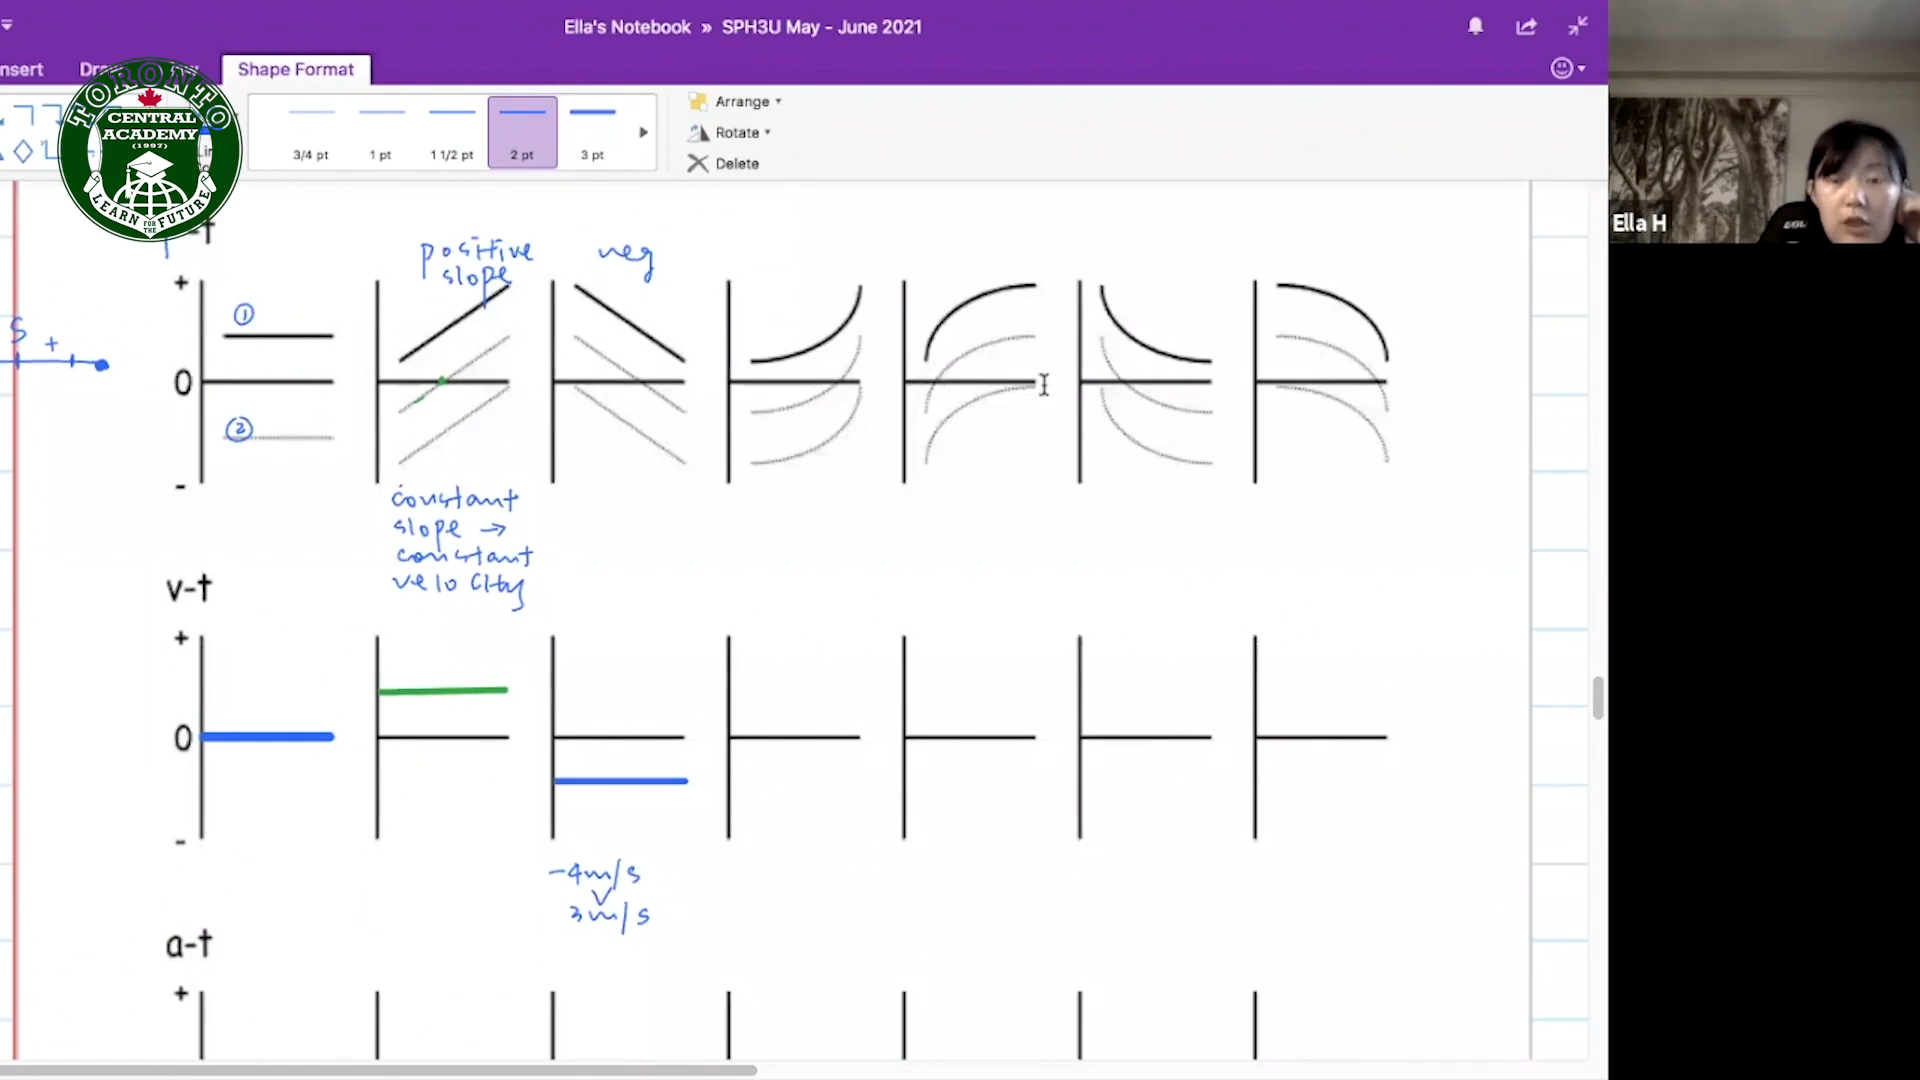 Ella's Notebook » SPH3U May - June 2021
nsert
Shape Format
Arrange
Rotate
Delete
3/4 pt
1 pt
1 1/2 pt
2 pt
3 pt
TORONTO
CENTRAL
ACADEMY
(1997)
LEARN FOR THE FUTURE
Ella H
-t
positive
slope
neg
+
①
S
+
0
②
-
constant
slope →
constant
velocity
v-t
+
0
-
-4m/s
3m/s
a-t
+